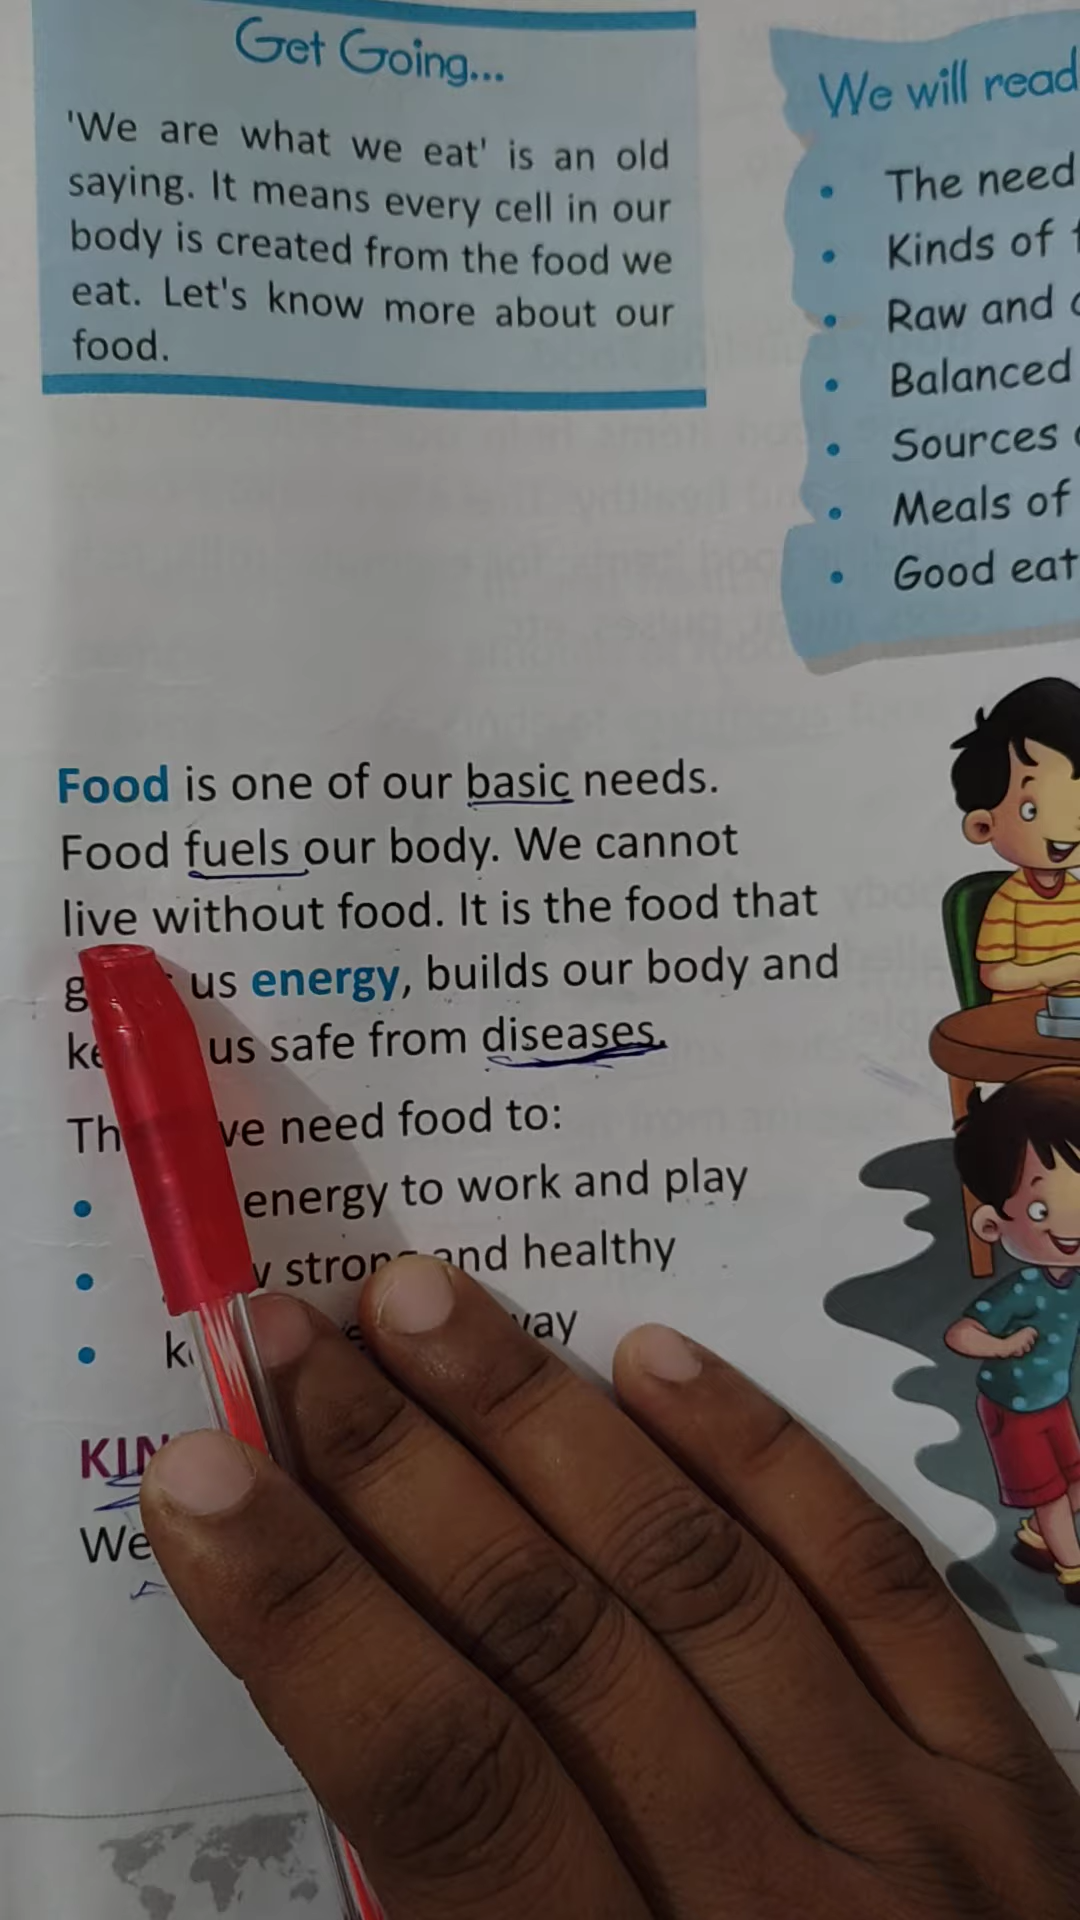 Get Going...
'We are what we eat' is an old
saying. It means every cell in our
body is created from the food we
eat. Let's know more about our
food.
We will read
The need
Kinds of
Raw and
Balanced
Sources
Meals of
Good eat
Food is one of our basic needs.
Food fuels our body. We cannot
live without food. It is the food that
us energy, builds our body and
us safe from diseases.
need food to:
energy to work and play
and healthy
We